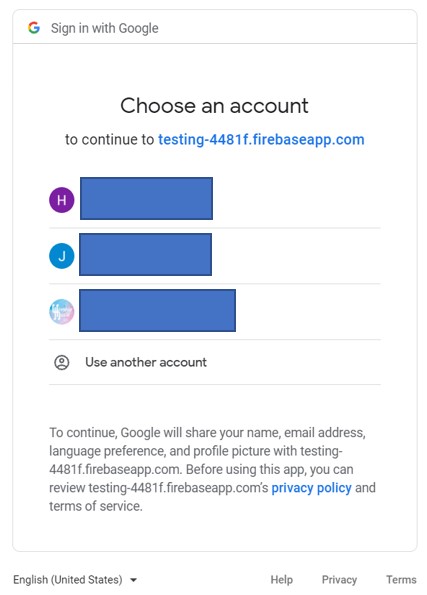 Sign in with Google
Choose an account
to continue to testing-4481f.firebaseapp.com
H
J
Use another account
To continue, Google will share your name, email address,
language preference, and profile picture with testing-
4481f.firebaseapp.com. Before using this app, you can
review testing-4481f.firebaseapp.com's privacy policy and
terms of service.
English (United States)
Help
Privacy
Terms